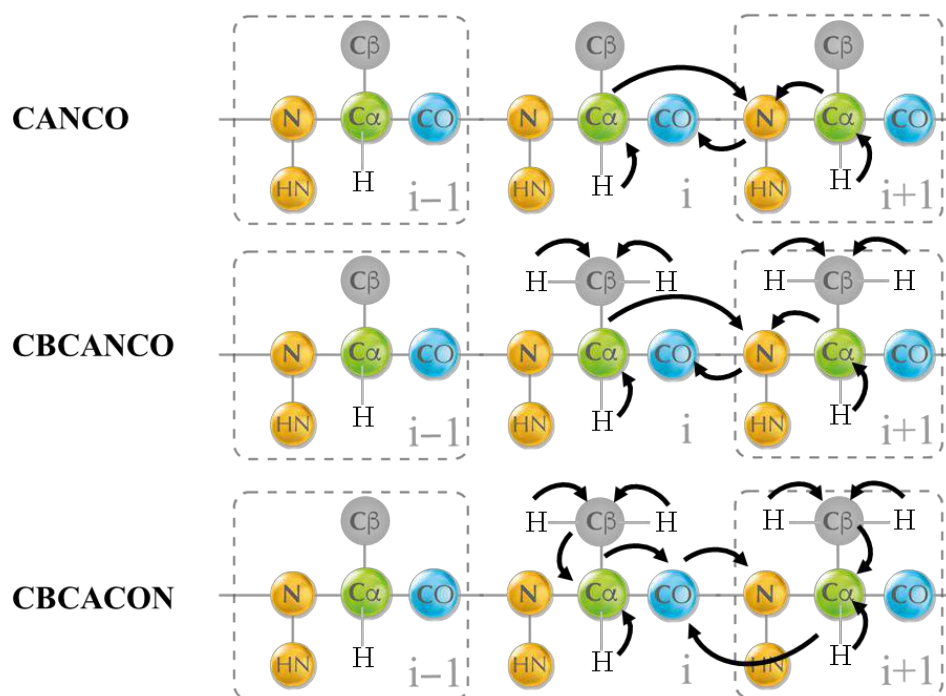 Cβ Cβ Cβ
CANCO N Cα CO N Cα CO N Cα CO
HN H i−1 H i HN H i+1
HN
H Cβ H H Cβ H
Cβ
CBCANCO N Cα CO N Cα CO N Cα CO
HN H i−1 HN H i HN H i+1
H Cβ H H Cβ H
Cβ
CBCACON N Cα CO N Cα CO N Cα CO
HN H i−1 HN H i HN H i+1